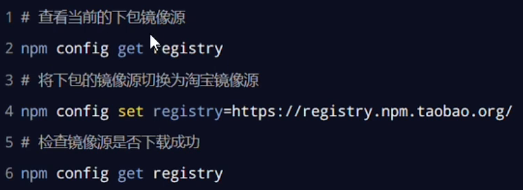 1 # 查看当前的下包镜像源
2 npm config get registry
3 # 将下包的镜像源切换为淘宝镜像源
4 npm config set registry=https://registry.npm.taobao.org/
5 # 检查镜像源是否下载成功
6 npm config get registry